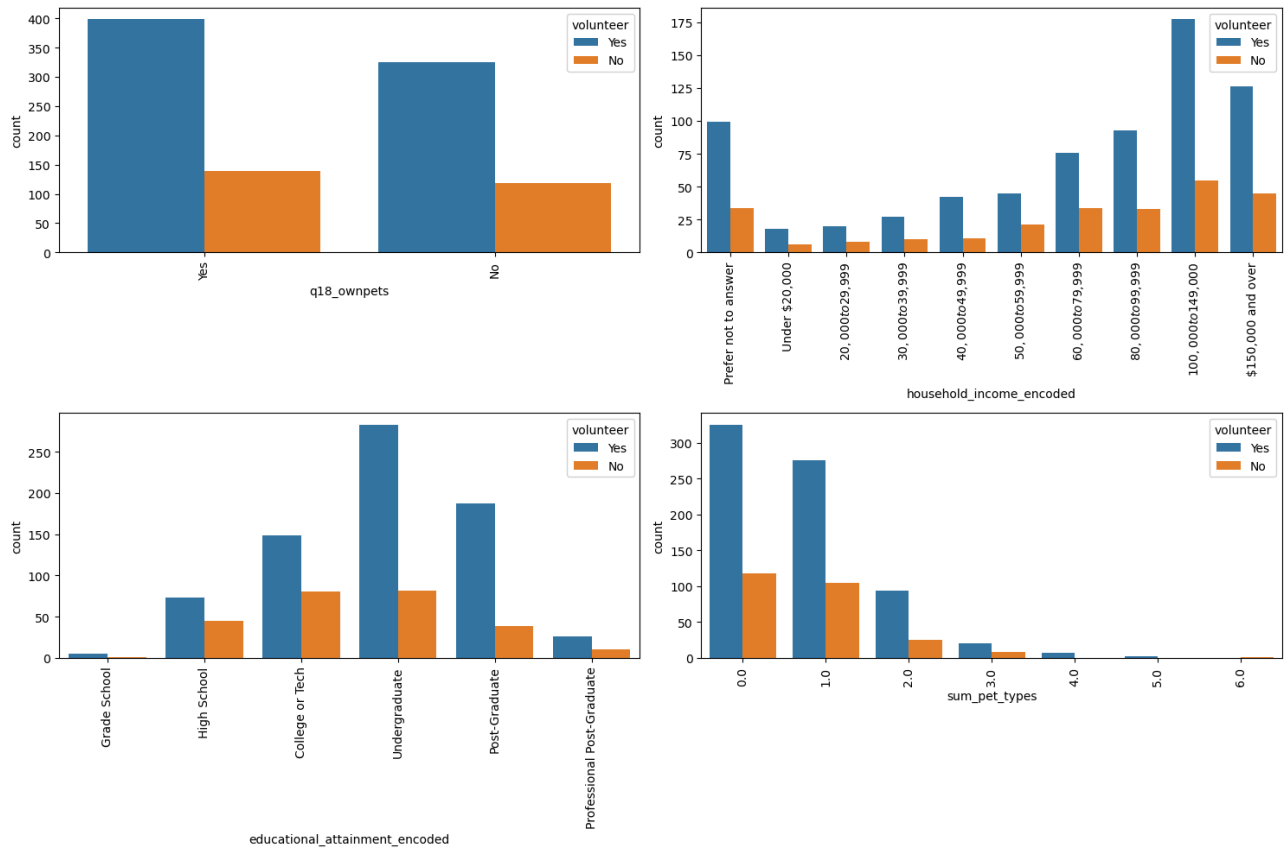 400
350
300
250
200
150
100
50
0
count
Yes
No
q18_ownpets
volunteer
Yes
No
175
150
125
100
75
50
25
0
count
Prefer not to answer
Under $20,000
20,000to29,999
30,000to39,999
40,000to49,999
50,000to59,999
60,000to79,999
80,000to99,999
100,000to149,000
$150,000 and over
household_income_encoded
volunteer
Yes
No
250
200
150
100
50
0
count
Grade School
High School
College or Tech
Undergraduate
Post-Graduate
Professional Post-Graduate
educational_attainment_encoded
volunteer
Yes
No
300
250
200
150
100
50
0
count
0.0
1.0
2.0
3.0
4.0
5.0
6.0
sum_pet_types
volunteer
Yes
No